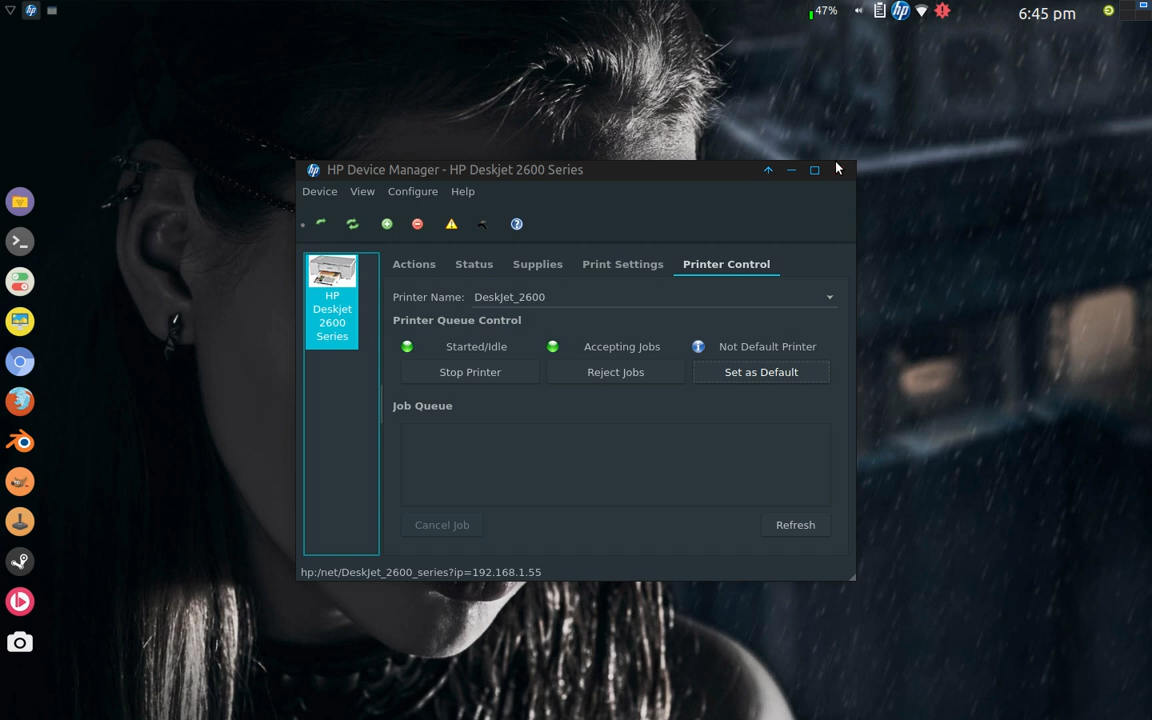 47%
hp
6:45 pm
HP Device Manager - HP Deskjet 2600 Series
Device View Configure Help
HP
Deskjet
2600
Series
Actions Status Supplies Print Settings Printer Control
Printer Name: DeskJet_2600
Printer Queue Control
Started/Idle Accepting Jobs Not Default Printer
Stop Printer Reject Jobs Set as Default
Job Queue
Cancel Job Refresh
hp:/net/DeskJet_2600_series?ip=192.168.1.55